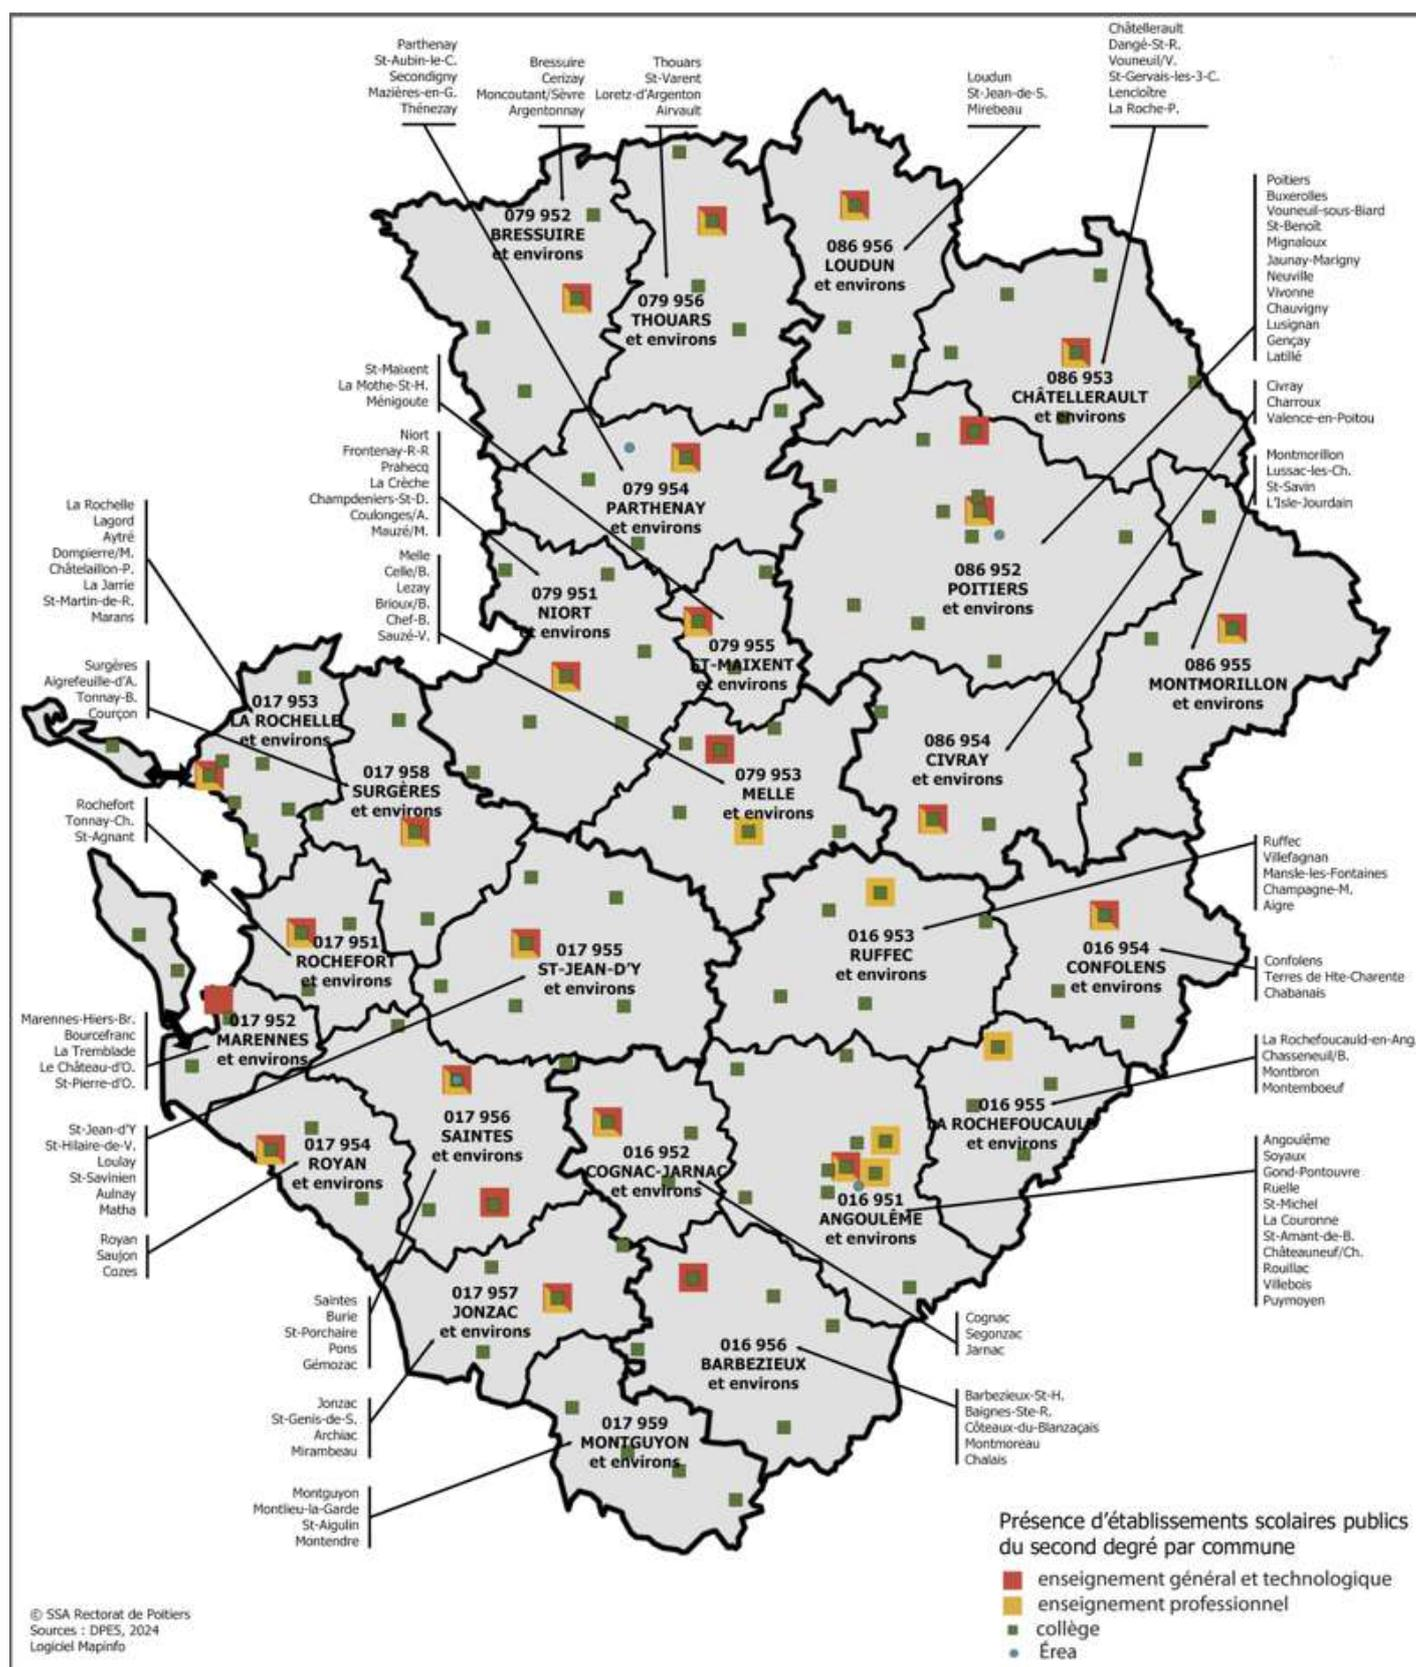 Parthenay
St-Aubin-le-C.
Secondigny
Mazières-en-G.
Thénezay
Bressuire
Cerizay
Moncoutant/Sèvre
Argentonnay
Thouars
St-Varent
Loretz-d'Argenton
Airvault
Loudun
St-Jean-de-S.
Mirebeau
Châtellerault
Dangé-St-R.
Vouneuil/V.
St-Gervais-les-3-C.
Lencloître
La Roche-P.
Poitiers
Buxerolles
Vouneuil-sous-Biard
St-Benoît
Mignaloux
Jaunay-Marigny
Neuville
Vivonne
Chauvigny
Lusignan
Gençay
Latillé
Civray
Charroux
Valence-en-Poitou
Montmorillon
Lussac-les-Ch.
St-Savin
L'Isle-Jourdain
St-Maixent
La Mothe-St-H.
Ménigoute
Niort
Frontenay-R-R
Prahecq
La Crèche
Champdeniers-St-D.
Coulonges/A.
Mauzé/M.
Melle
Celle/B.
Lezay
Brioux/B.
Chef-B.
Sauzé-V.
La Rochelle
Lagord
Aytré
Dompierre/M.
Châtelaillon-P.
La Jarrie
St-Martin-de-R.
Marans
Surgères
Aigrefeuille-d'A.
Tonnay-B.
Courçon
Rochefort
Tonnay-Ch.
St-Agnant
Marennes-Hiers-Br.
Bourcefranc
La Tremblade
Le Château-d'O.
St-Pierre-d'O.
St-Jean-d'Y
St-Hilaire-de-V.
Loulay
St-Savinien
Aulnay
Matha
Royan
Saujon
Cozes
Saintes
Burie
St-Porchaire
Pons
Gémozac
Jonzac
St-Genis-de-S.
Archiac
Mirambeau
Montguyon
Montlieu-la-Garde
St-Aigulin
Montendre
Ruffec
Villefagnan
Mansle-les-Fontaines
Champagne-M.
Aigre
Confolens
Terres de Hte-Charente
Chabanais
La Rochefoucauld-en-Ang.
Chasseneuil/B.
Montbron
Montemboeuf
Angoulême
Soyaux
Gond-Pontouvre
Ruelle
St-Michel
La Couronne
St-Amant-de-B.
Châteauneuf/Ch.
Rouillac
Villebois
Puymoyen
Cognac
Segonzac
Jarnac
Barbezieux-St-H.
Baignes-Ste-R.
Côteaux-du-Blanzaçais
Montmoreau
Chalais
079 952
BRESSUIRE
et environs
079 956
THOUARS
et environs
086 956
LOUDUN
et environs
086 953
CHÂTELLERAULT
et environs
079 954
PARTHENAY
et environs
086 952
POITIERS
et environs
079 951
NIORT
et environs
079 955
ST-MAIXENT
et environs
086 955
MONTMORILLON
et environs
017 953
LA ROCHELLE
et environs
017 958
SURGÈRES
et environs
079 953
MELLE
et environs
086 954
CIVRAY
et environs
017 951
ROCHEFORT
et environs
017 955
ST-JEAN-D'Y
et environs
016 953
RUFFEC
et environs
016 954
CONFOLENS
et environs
017 952
MARENNES
et environs
017 956
SAINTES
et environs
017 954
ROYAN
et environs
016 952
COGNAC-JARNAC
et environs
016 955
LA ROCHEFOUCAULD
et environs
016 951
ANGOULÊME
et environs
017 957
JONZAC
et environs
016 956
BARBEZIEUX
et environs
017 959
MONTGUYON
et environs
Présence d'établissements scolaires publics
du second degré par commune
enseignement général et technologique
enseignement professionnel
collège
Érea
© SSA Rectorat de Poitiers
Sources : DPES, 2024
Logiciel Mapinfo